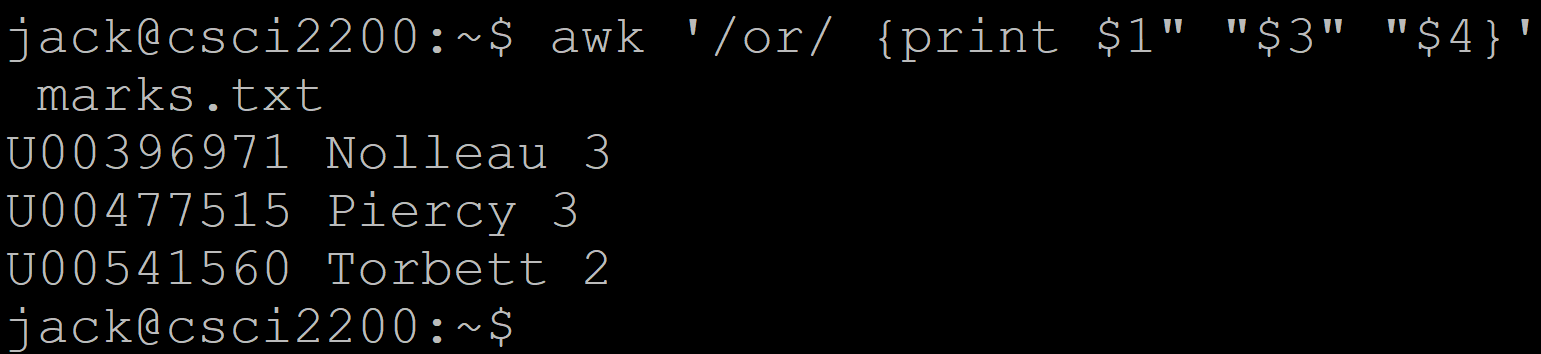 jack@csci2200:~$ awk '/or/ {print $1" "$3" "$4}'
marks.txt
U00396971 Nolleau 3
U00477515 Piercy 3
U00541560 Torbett 2
jack@csci2200:~$